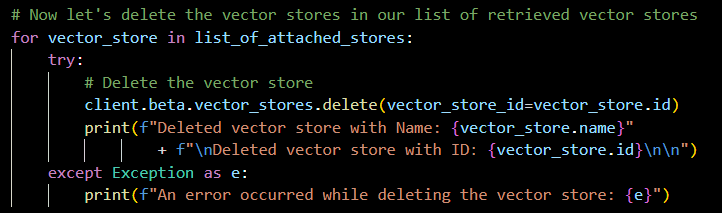 # Now let's delete the vector stores in our list of retrieved vector stores
for vector_store in list_of_attached_stores:
    try:
        # Delete the vector store
        client.beta.vector_stores.delete(vector_store_id=vector_store.id)
        print(f"Deleted vector store with Name: {vector_store.name}"
                + f"\nDeleted vector store with ID: {vector_store.id}\n\n")
    except Exception as e:
        print(f"An error occurred while deleting the vector store: {e}")